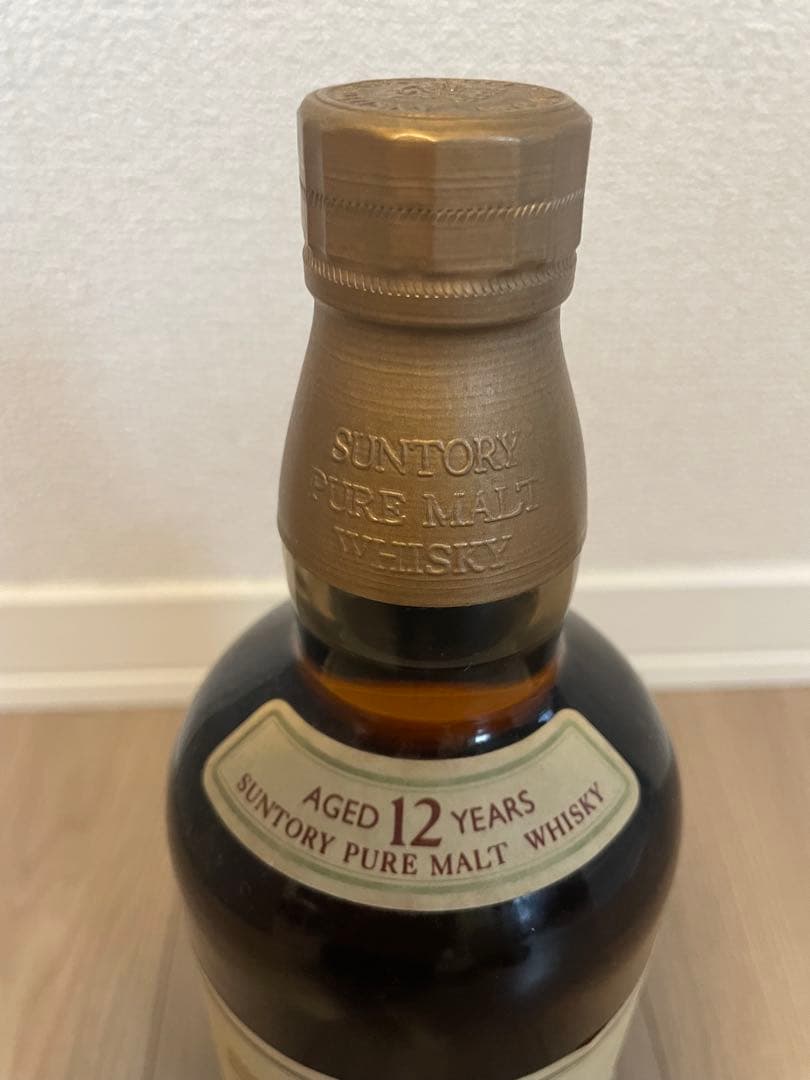 SUNTORY
PURE MALT
WHISKY
AGED 12 YEARS
SUNTORY PURE MALT WHISKY